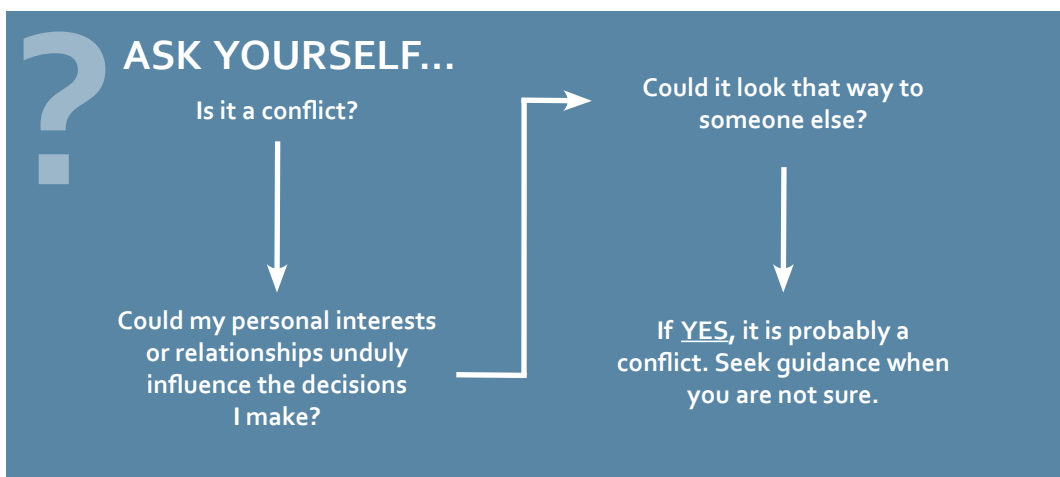 ?
ASK YOURSELF...
Is it a conflict?
Could my personal interests
or relationships unduly
influence the decisions
I make?
Could it look that way to
someone else?
If YES, it is probably a
conflict. Seek guidance when
you are not sure.